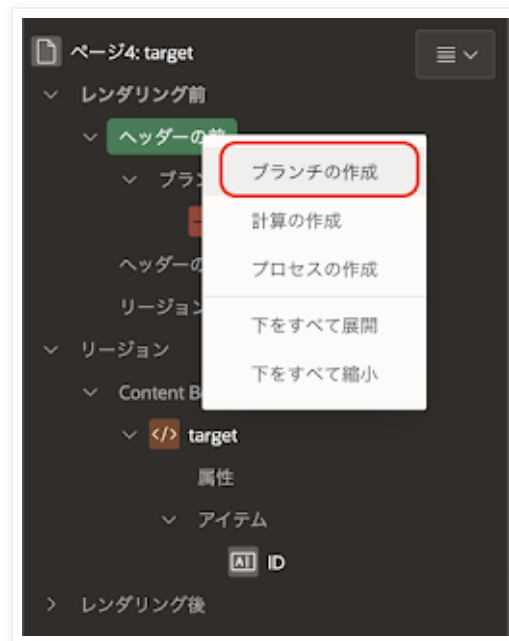 ページ4: target
レンダリング前
ヘッダーの前
ブランチの作成
計算の作成
プロセスの作成
ヘッダーの
リージョン
下をすべて展開
下をすべて縮小
リージョン
Content B
target
属性
アイテム
ID
レンダリング後